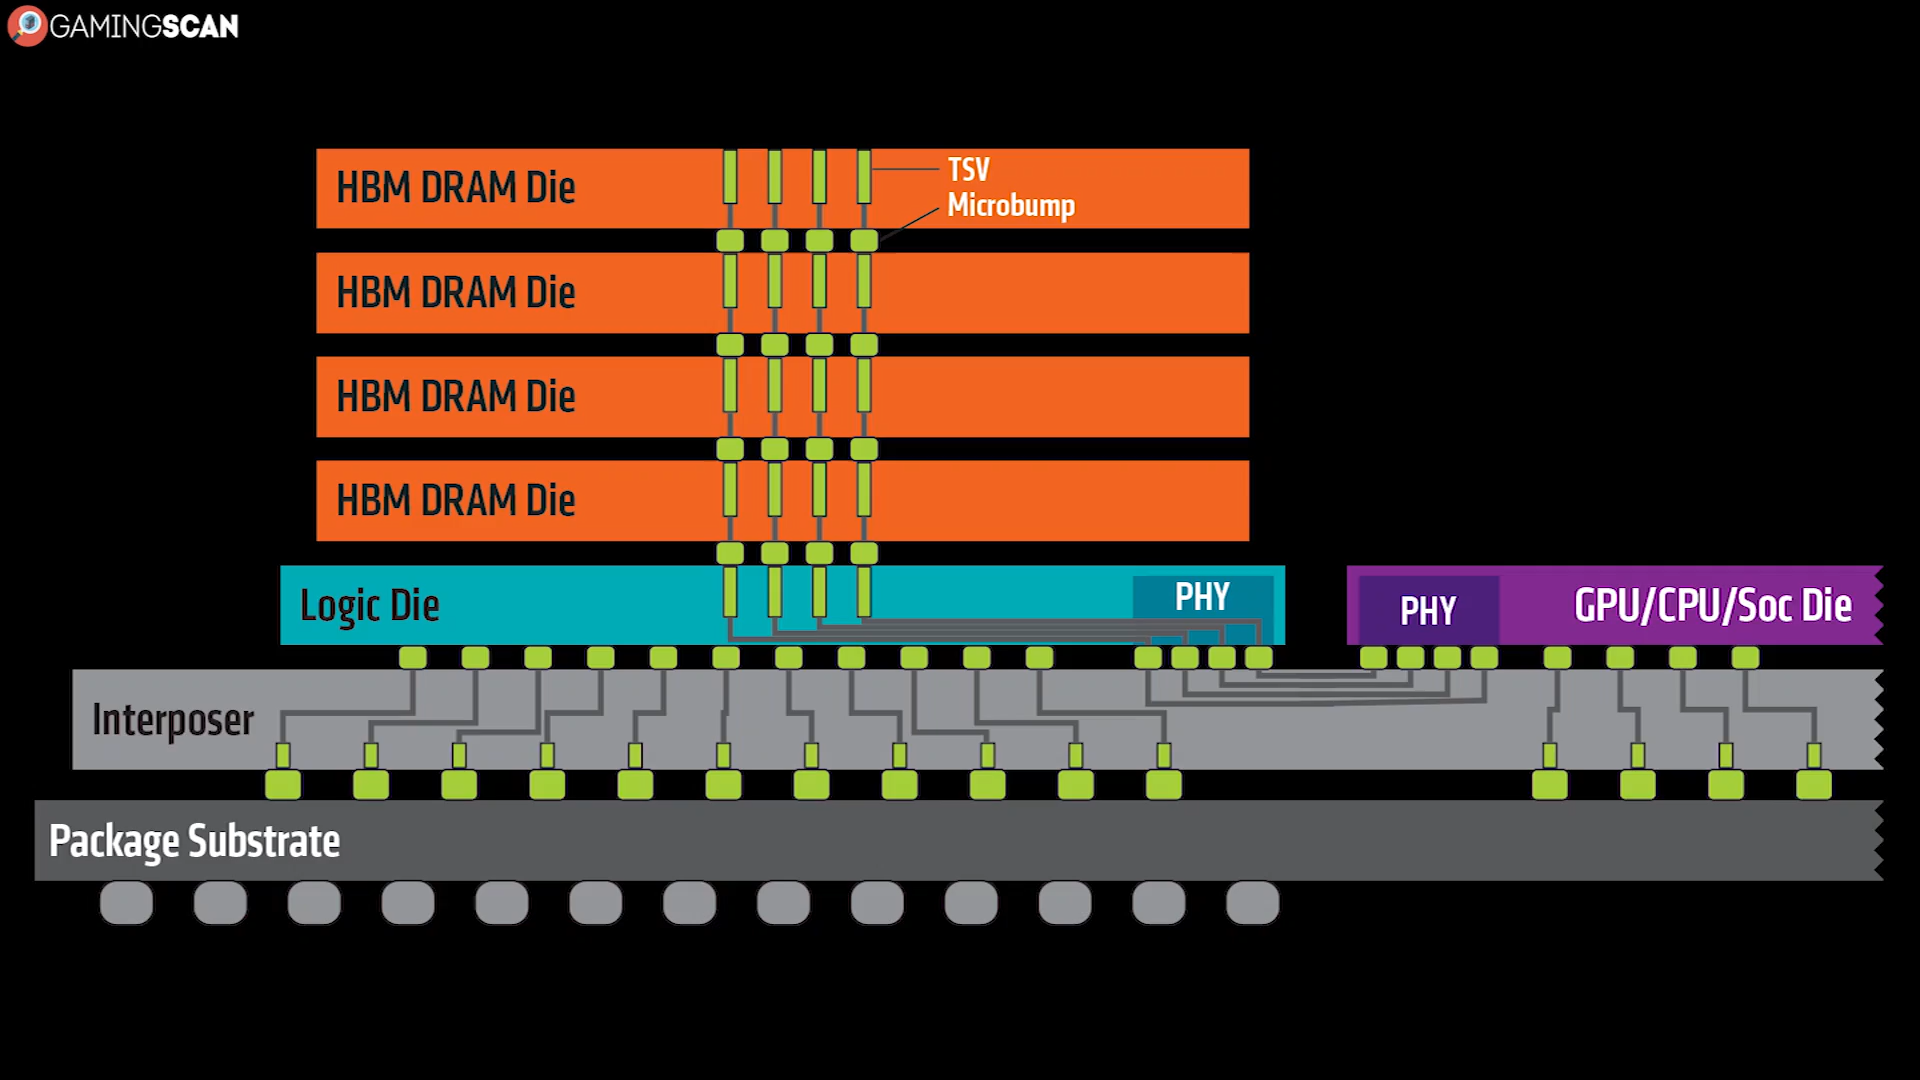 GAMINGSCAN
HBM DRAM Die
TSV
Microbump
HBM DRAM Die
HBM DRAM Die
HBM DRAM Die
Logic Die
PHY
PHY
GPU/CPU/Soc Die
Interposer
Package Substrate